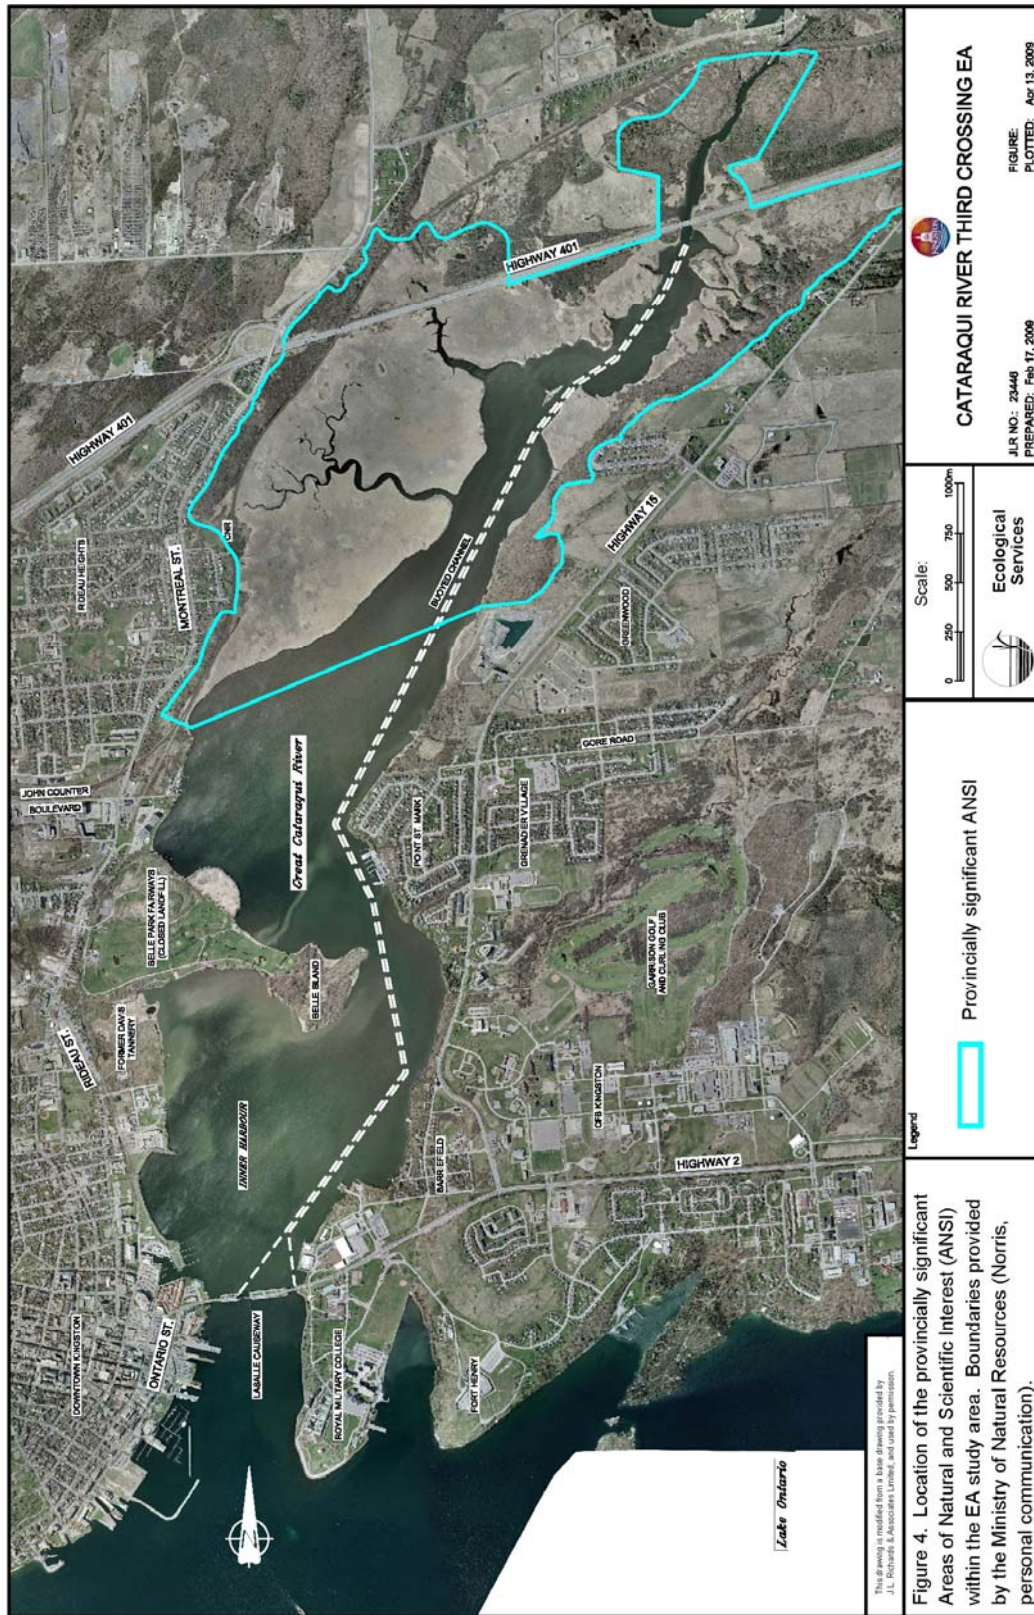 HIGHWAY 401
RIDEAU HEIGHTS
MONTREAL ST.
CNR
HIGHWAY 401
JOHN COUNTER
BOULEVARD
BELLE PARK FAIRWAYS
(CLOSED LANDFILL)
RIDEAU ST.
FORMER DAVIS
TANNERY
DOWNTOWN KINGSTON
ONTARIO ST.
INNER HARBOUR
Great Cataraqui River
BUOYED CHANNEL
BELLE ISLAND
LASALLE CAUSEWAY
ROYAL MILITARY COLLEGE
FORT HENRY
BARRIEFIELD
HIGHWAY 2
CFB KINGSTON
POINT ST. MARK
GRENADIER VILLAGE
GARRISON GOLF
AND CURLING CLUB
GORE ROAD
GREENWOOD
HIGHWAY 15
N
Lake Ontario
This drawing is modified from a base drawing provided by
J.L. Richards & Associates Limited, and used by permission.
Figure 4. Location of the provincially significant
Areas of Natural and Scientific Interest (ANSI)
within the EA study area. Boundaries provided
by the Ministry of Natural Resources (Norris,
personal communication).
Legend
Provincially significant ANSI
Scale:
0 250 500 750 1000m
Ecological
Services
KINGSTON
CATARAQUI RIVER THIRD CROSSING EA
JLR NO.: 23446
PREPARED: Feb 17, 2009
FIGURE:
PLOTTED: Apr 13, 2009